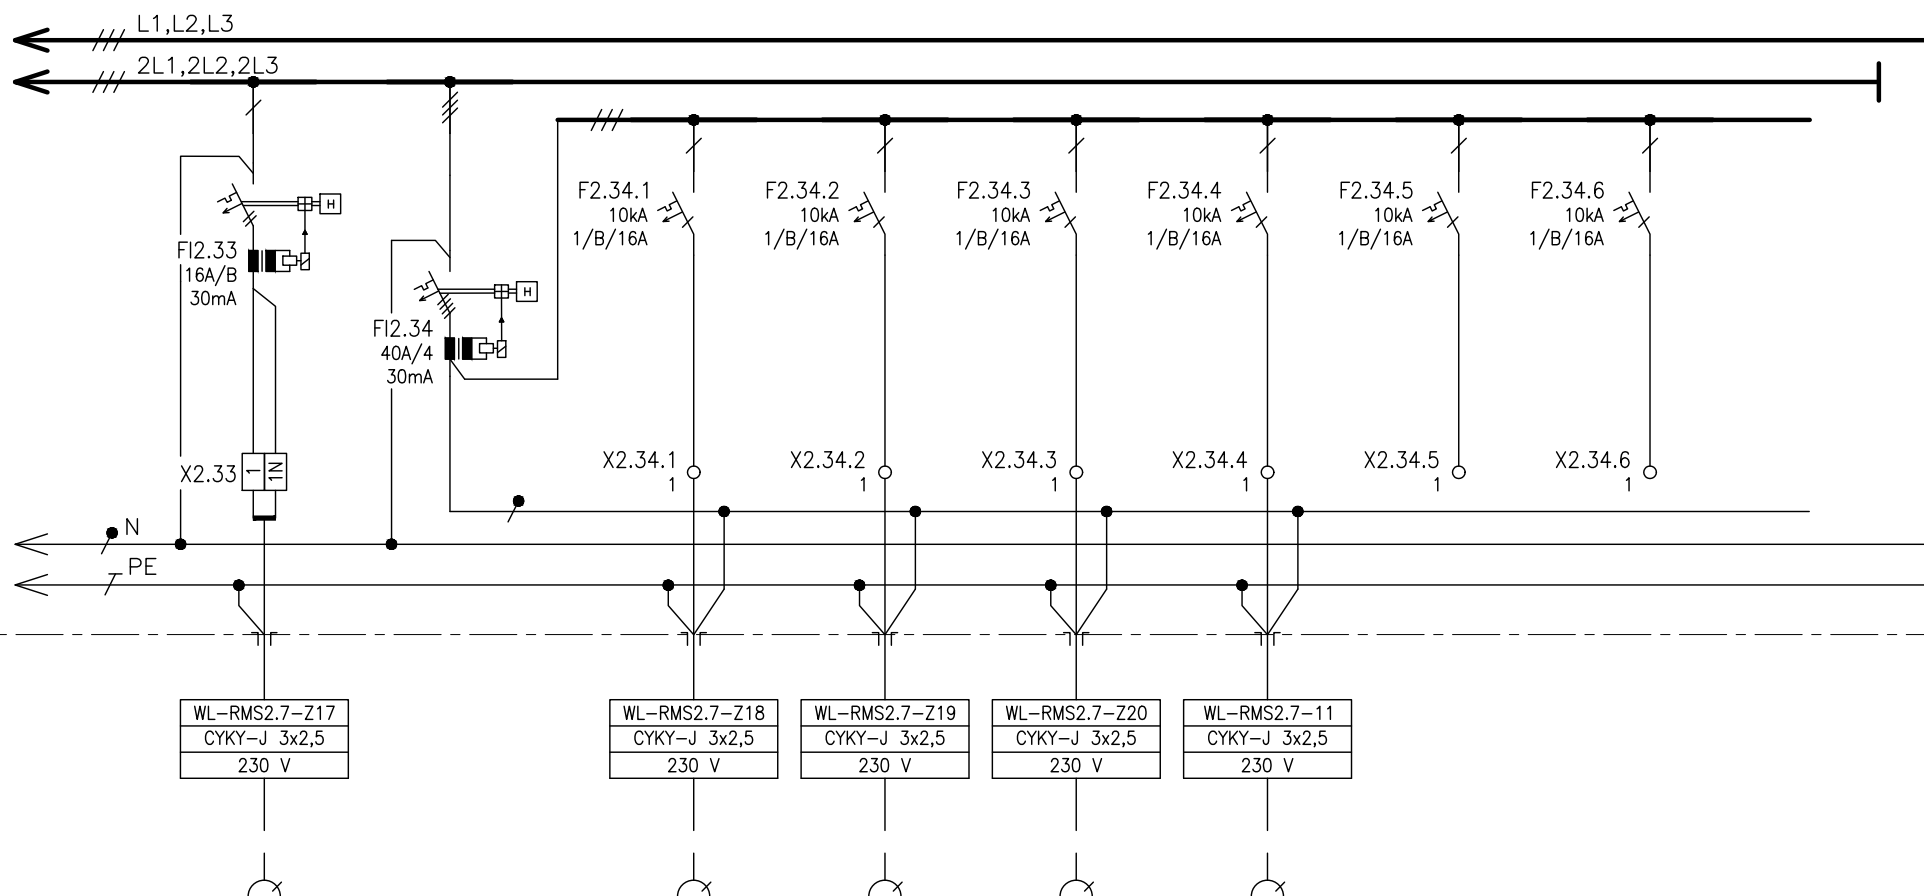 L1,L2,L3
2L1,2L2,2L3
F2.34.1
10kA
1/B/16A
F2.34.2
10kA
1/B/16A
F2.34.3
10kA
1/B/16A
F2.34.4
10kA
1/B/16A
F2.34.5
10kA
1/B/16A
F2.34.6
10kA
1/B/16A
H
FI2.33
16A/B
30mA
H
FI2.34
40A/4
30mA
X2.33
1
1N
X2.34.1
1
X2.34.2
1
X2.34.3
1
X2.34.4
1
X2.34.5
1
X2.34.6
1
N
PE
WL-RMS2.7-Z17
CYKY-J 3x2,5
230 V
WL-RMS2.7-Z18
CYKY-J 3x2,5
230 V
WL-RMS2.7-Z19
CYKY-J 3x2,5
230 V
WL-RMS2.7-Z20
CYKY-J 3x2,5
230 V
WL-RMS2.7-11
CYKY-J 3x2,5
230 V